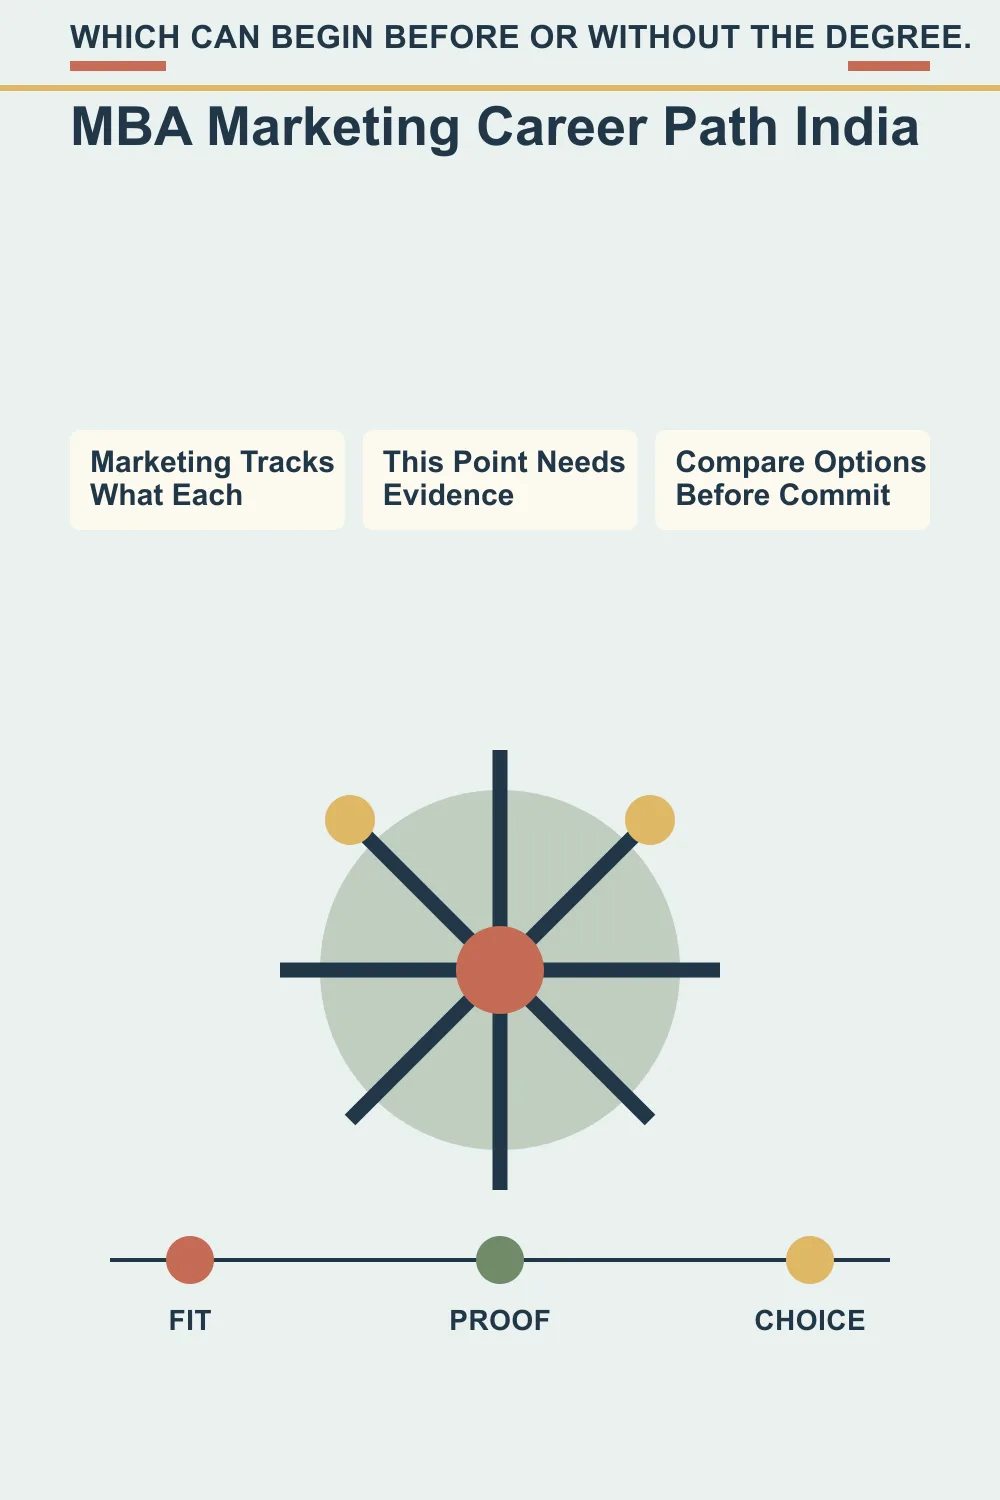 WHICH CAN BEGIN BEFORE OR WITHOUT THE DEGREE.
MBA Marketing Career Path India
Marketing Tracks
What Each
This Point Needs
Evidence
Compare Options
Before Commit
FIT
PROOF
CHOICE